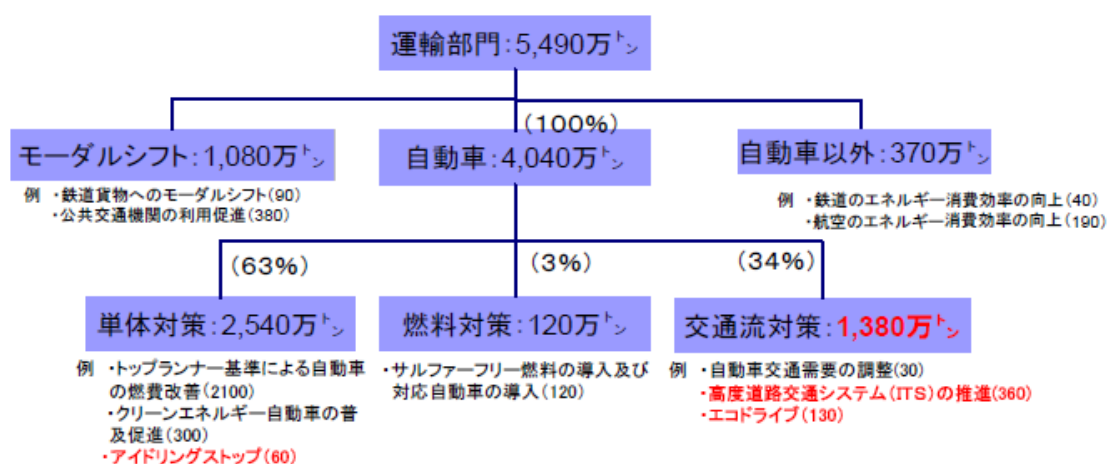 運輸部門:5,490万トン
(100%)
モーダルシフト:1,080万トン
自動車:4,040万トン
自動車以外:370万トン
例 ・鉄道貨物へのモーダルシフト(90)
・公共交通機関の利用促進(380)
例 ・鉄道のエネルギー消費効率の向上(40)
・航空のエネルギー消費効率の向上(190)
(63%)
(3%)
(34%)
単体対策:2,540万トン
燃料対策:120万トン
交通流対策:1,380万トン
例 ・トップランナー基準による自動車
の燃費改善(2100)
・クリーンエネルギー自動車の普
及促進(300)
・アイドリングストップ(60)
・サルファーフリー燃料の導入及び
対応自動車の導入(120)
例 ・自動車交通需要の調整(30)
・高度道路交通システム(ITS)の推進(360)
・エコドライブ(130)